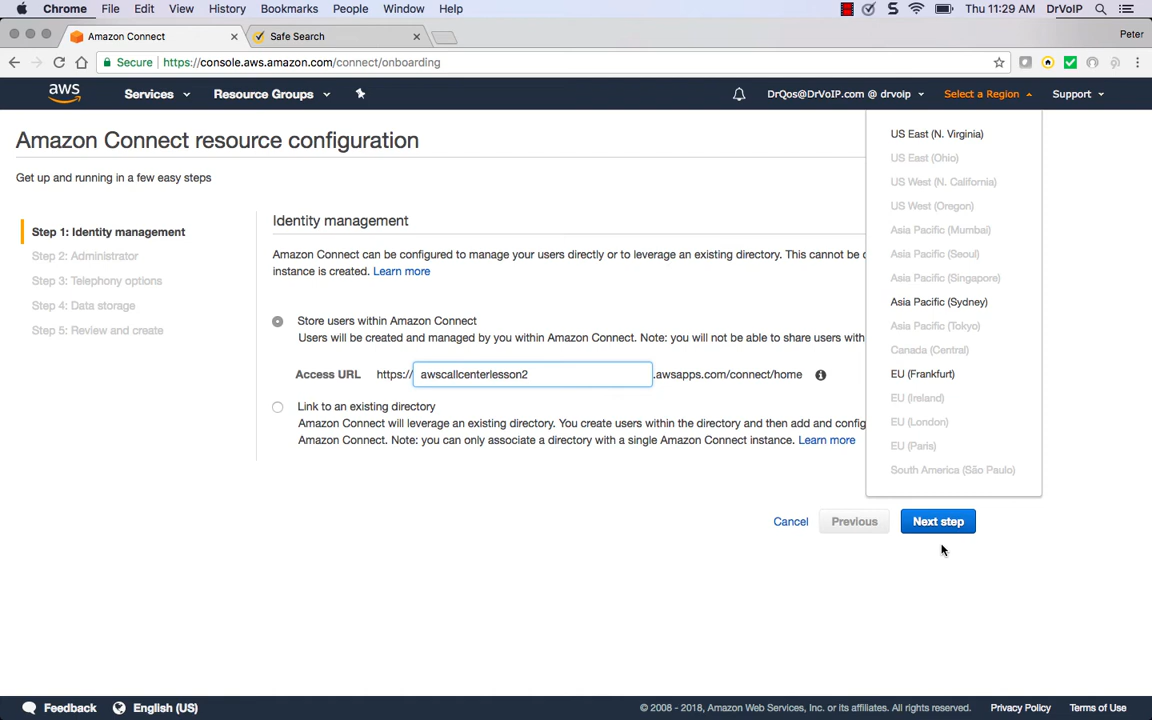 Chrome File Edit View History Bookmarks People Window Help Thu 11:29 AM DrVoIP
Amazon Connect Safe Search Peter
Secure https://console.aws.amazon.com/connect/onboarding
aws Services Resource Groups DrQos@DrVoIP.com @ drvoip Select a Region Support
Amazon Connect resource configuration
Get up and running in a few easy steps
Step 1: Identity management
Step 2: Administrator
Step 3: Telephony options
Step 4: Data storage
Step 5: Review and create
Identity management
Amazon Connect can be configured to manage your users directly or to leverage an existing directory. This cannot be
instance is created. Learn more
Store users within Amazon Connect
Users will be created and managed by you within Amazon Connect. Note: you will not be able to share users with
Access URL https:// awscallcenterlesson2 .awsapps.com/connect/home
Link to an existing directory
Amazon Connect will leverage an existing directory. You create users within the directory and then add and config
Amazon Connect. Note: you can only associate a directory with a single Amazon Connect instance. Learn more
US East (N. Virginia)
US East (Ohio)
US West (N. California)
US West (Oregon)
Asia Pacific (Mumbai)
Asia Pacific (Seoul)
Asia Pacific (Singapore)
Asia Pacific (Sydney)
Asia Pacific (Tokyo)
Canada (Central)
EU (Frankfurt)
EU (Ireland)
EU (London)
EU (Paris)
South America (São Paulo)
Cancel Previous Next step
Feedback English (US) © 2008 - 2018, Amazon Web Services, Inc. or its affiliates. All rights reserved. Privacy Policy Terms of Use